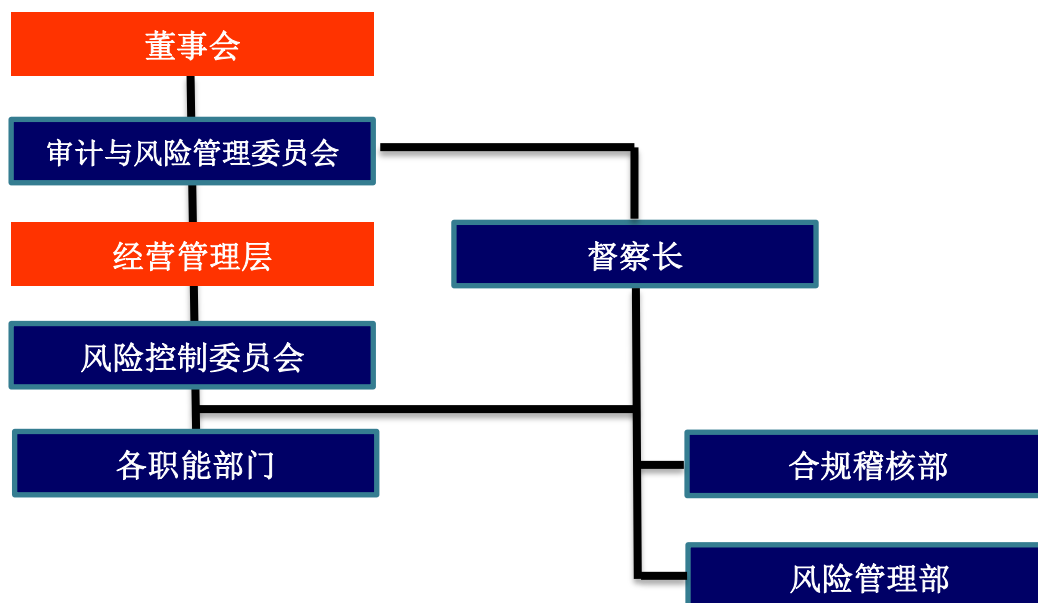 董事会
审计与风险管理委员会
经营管理层
督察长
风险控制委员会
各职能部门
合规稽核部
风险管理部